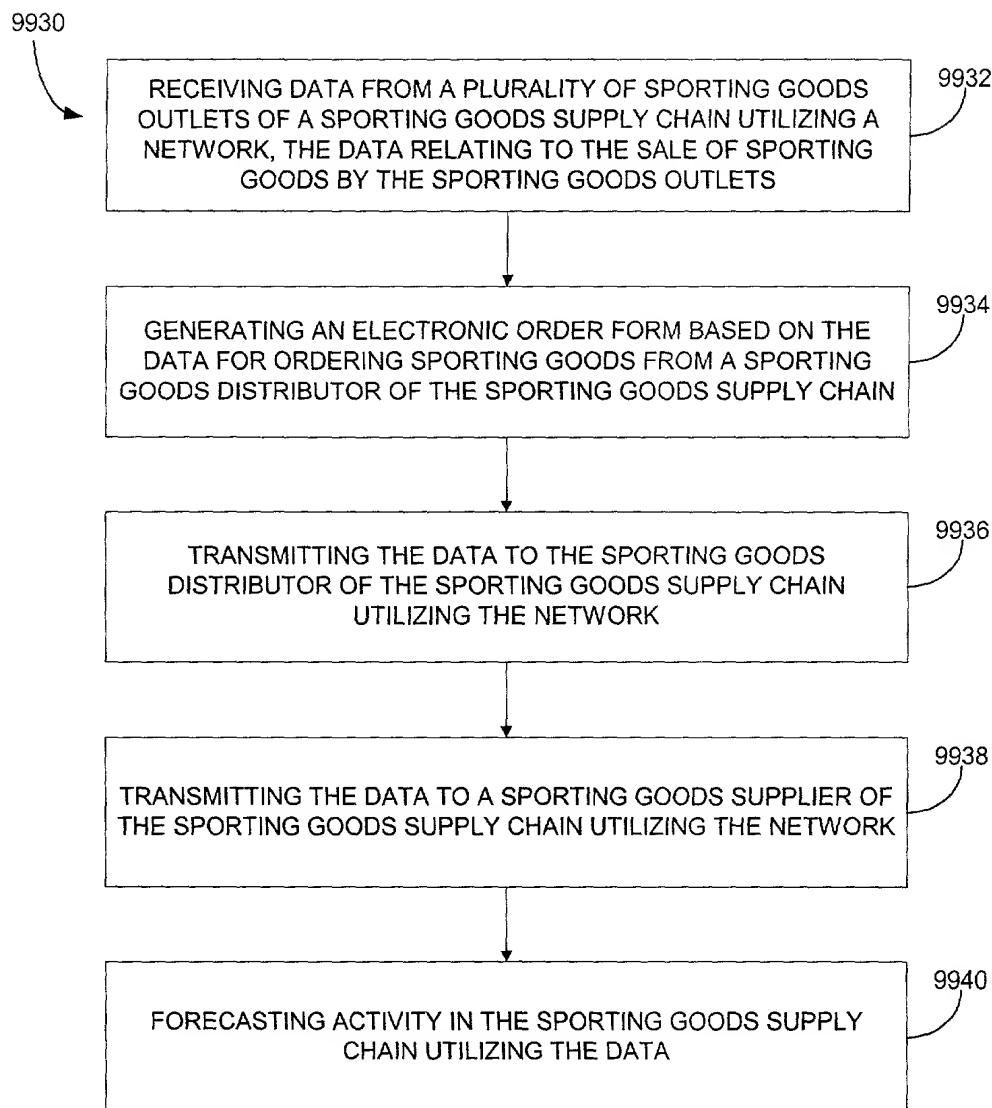 9930
RECEIVING DATA FROM A PLURALITY OF SPORTING GOODS
OUTLETS OF A SPORTING GOODS SUPPLY CHAIN UTILIZING A
NETWORK, THE DATA RELATING TO THE SALE OF SPORTING
GOODS BY THE SPORTING GOODS OUTLETS
9932
GENERATING AN ELECTRONIC ORDER FORM BASED ON THE
DATA FOR ORDERING SPORTING GOODS FROM A SPORTING
GOODS DISTRIBUTOR OF THE SPORTING GOODS SUPPLY CHAIN
9934
TRANSMITTING THE DATA TO THE SPORTING GOODS
DISTRIBUTOR OF THE SPORTING GOODS SUPPLY CHAIN
UTILIZING THE NETWORK
9936
TRANSMITTING THE DATA TO A SPORTING GOODS SUPPLIER OF
THE SPORTING GOODS SUPPLY CHAIN UTILIZING THE NETWORK
9938
FORECASTING ACTIVITY IN THE SPORTING GOODS SUPPLY
CHAIN UTILIZING THE DATA
9940